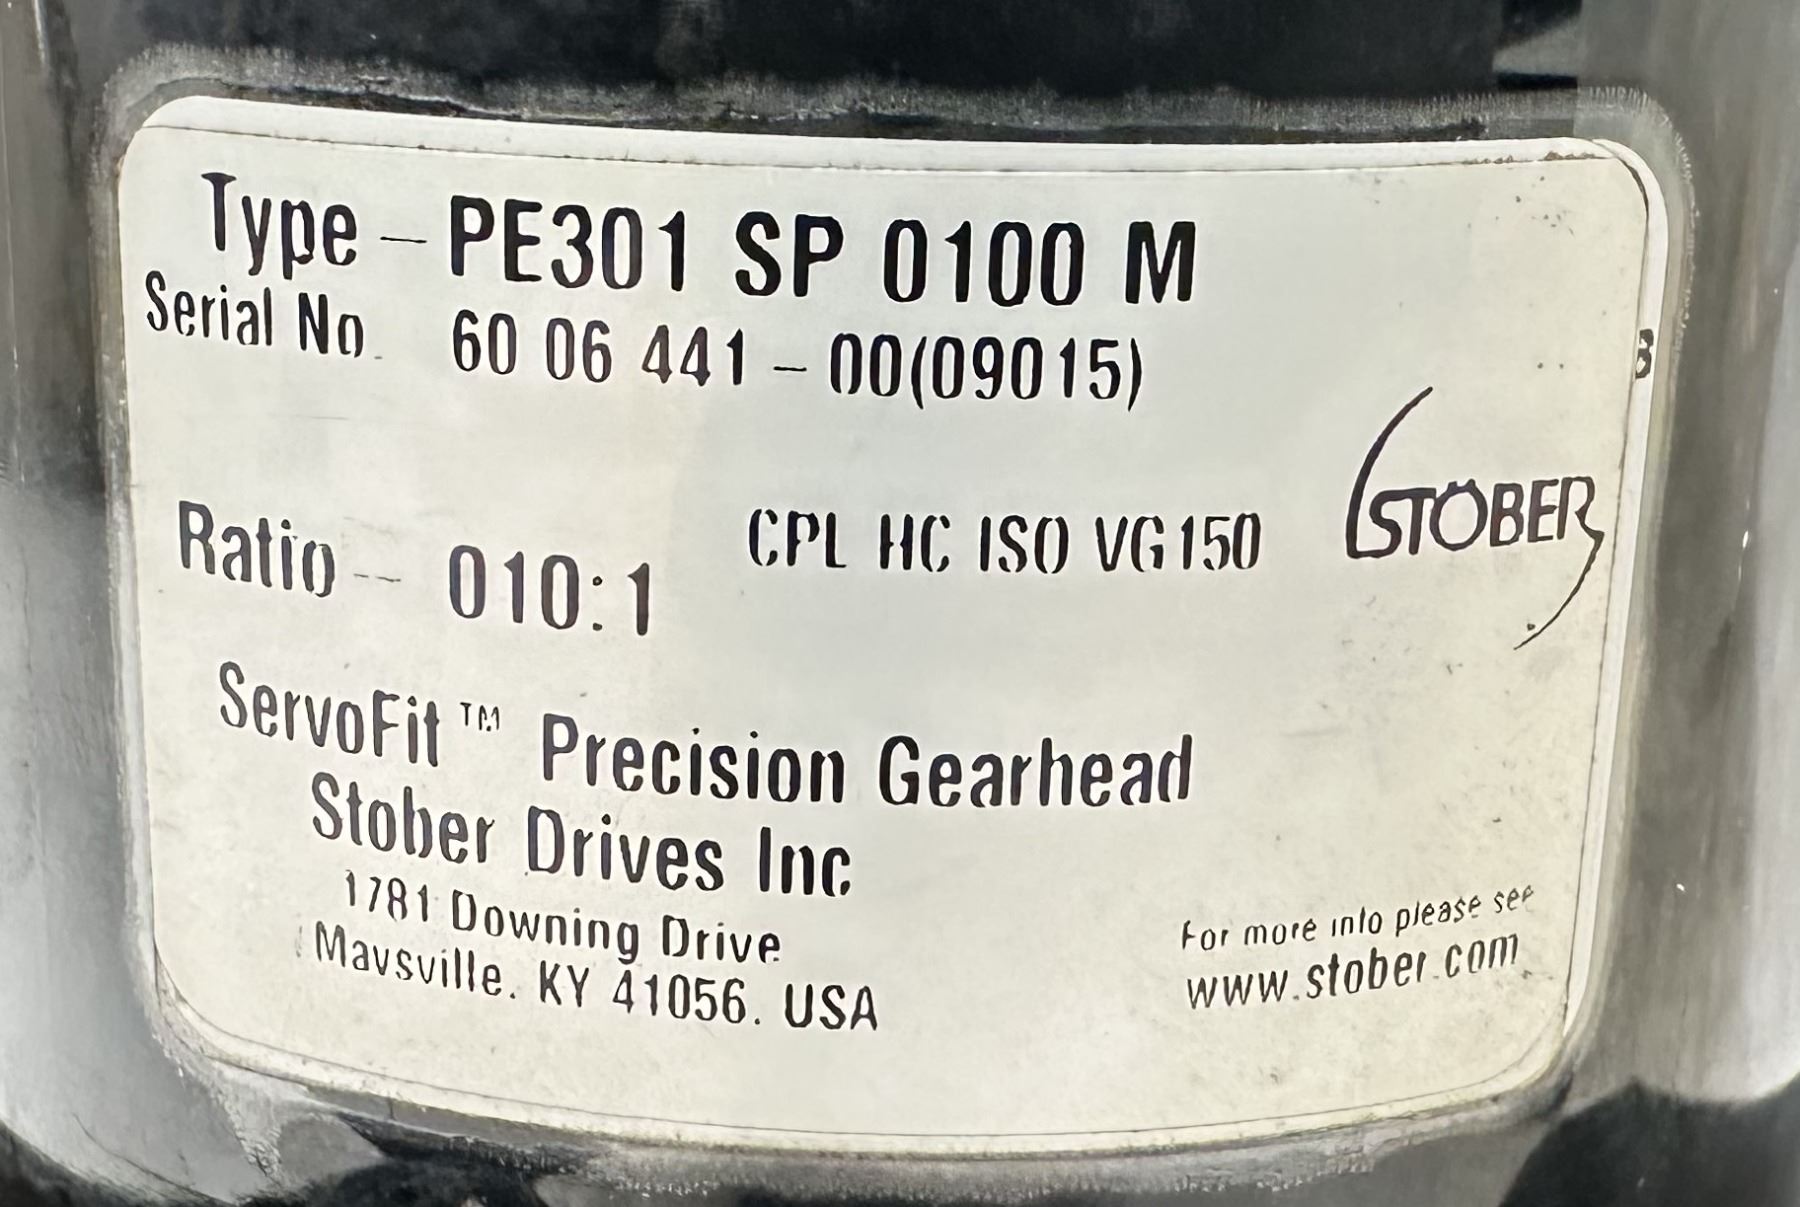 Type - PE301 SP 0100 M
Serial No. 60 06 441 - 00(09015)
Ratio - 010:1
CPL HC ISO VG150
STÖBER
ServoFit™ Precision Gearhead
Stober Drives Inc
1781 Downing Drive
Maysville, KY 41056. USA
For more info please see
www.stober.com